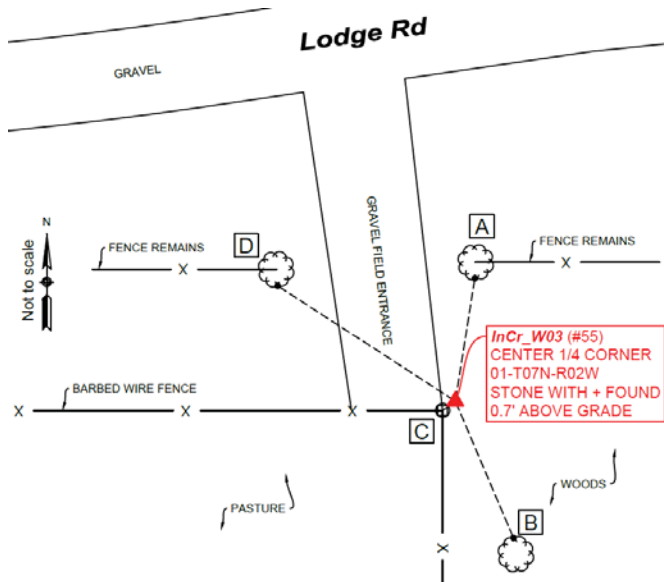 Lodge Rd
GRAVEL
GRAVEL FIELD ENTRANCE
N
Not to scale
FENCE REMAINS
X
D
A
FENCE REMAINS
X
InCr_W03 (#55)
CENTER 1/4 CORNER
01-T07N-R02W
STONE WITH + FOUND
0.7' ABOVE GRADE
BARBED WIRE FENCE
X
X
X
C
PASTURE
WOODS
B
X